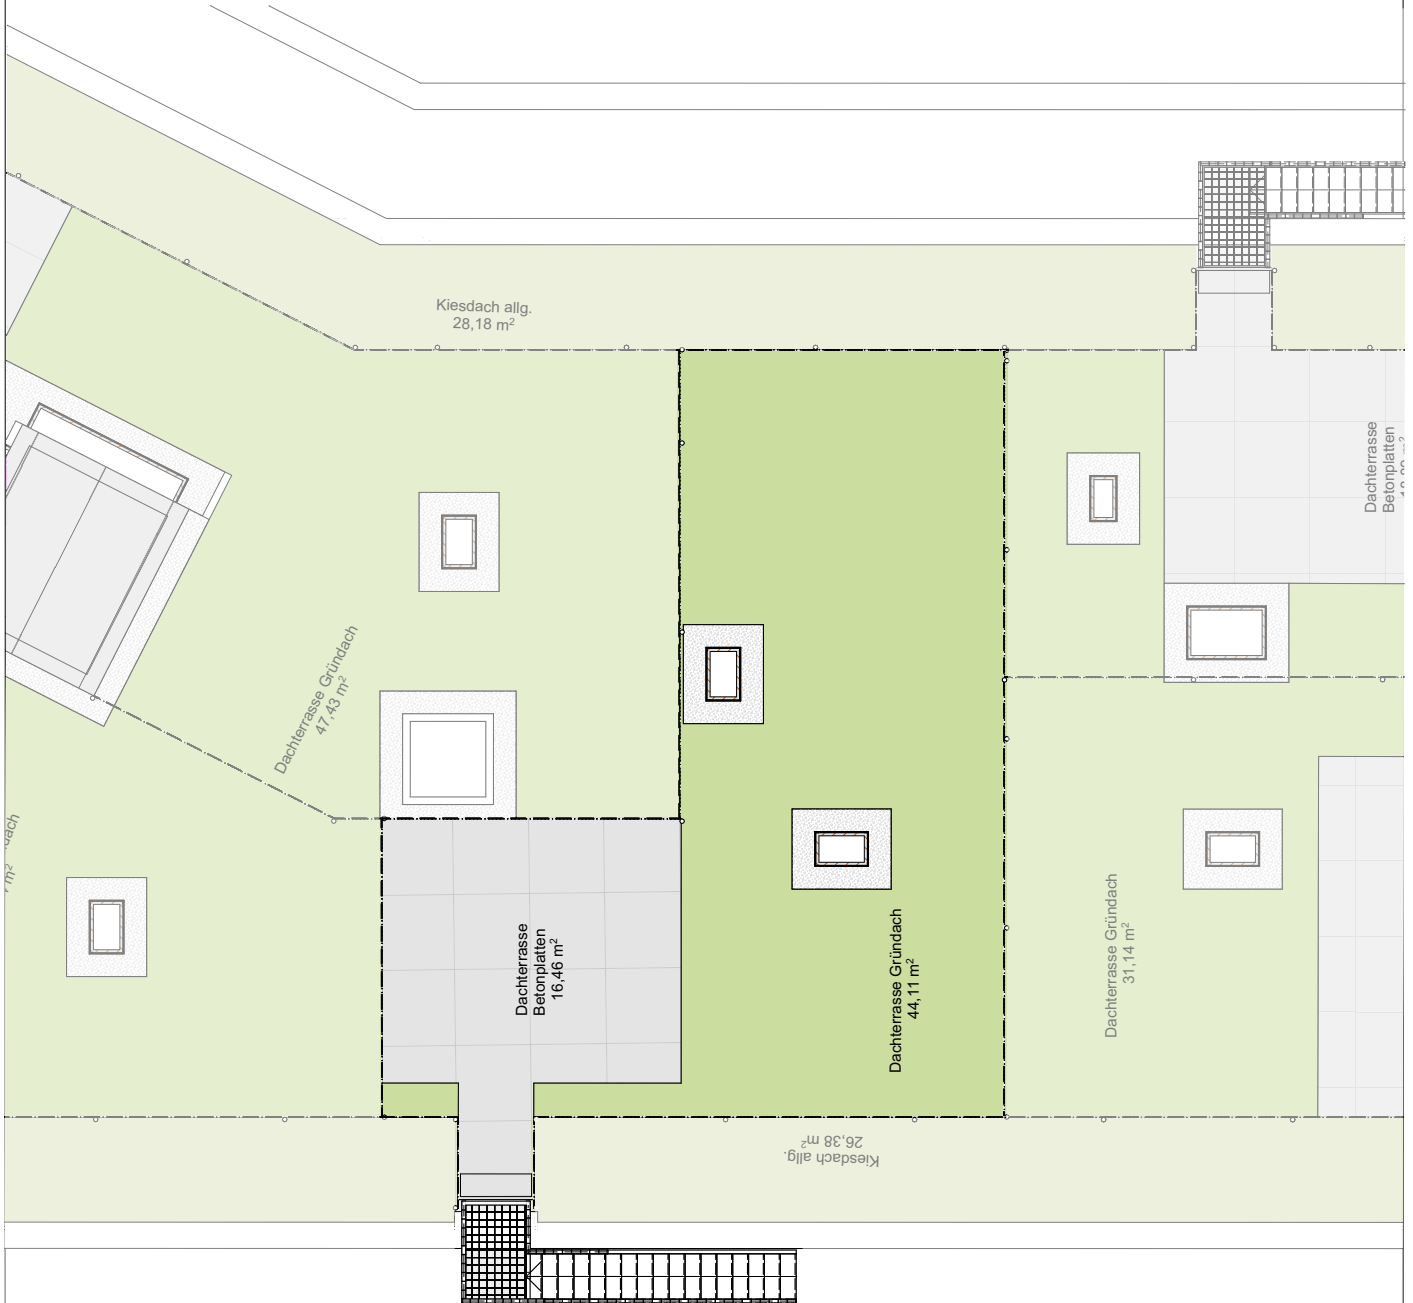 Kiesdach allg.
28,18 m²
Dachterrasse
Betonplatten
Dachterrasse Gründach
47,43 m²
Dachterrasse
Betonplatten
16,46 m²
Dachterrasse Gründach
44,11 m²
Dachterrasse Gründach
31,14 m²
Kiesdach allg.
26,38 m²